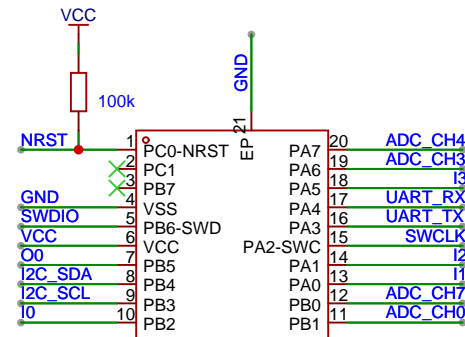 VCC
100k
GND
NRST 1 PC0-NRST
2 PC1
3 PB7
GND 4 VSS
SWDIO 5 PB6-SWD
VCC 6 VCC
O0 7 PB5
I2C_SDA 8 PB4
I2C_SCL 9 PB3
I0 10 PB2
EP 21
PA7 20 ADC_CH4
PA6 19 ADC_CH3
PA5 18 I3
PA4 17 UART_RX
PA3 16 UART_TX
PA2-SWC 15 SWCLK
PA1 14 I2
PA0 13 I1
PB0 12 ADC_CH7
PB1 11 ADC_CH0